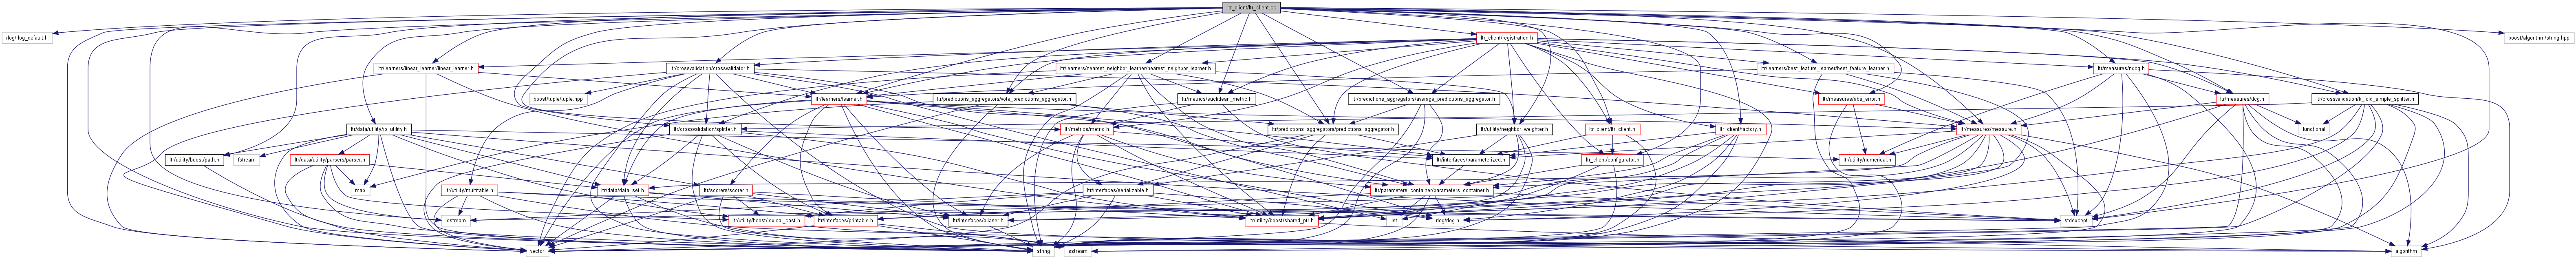 ltr_client/ltr_client.cc
rlog/rlog_default.h
ltr_client/registration.h
boost/algorithm/string.hpp
ltr/learners/linear_learner/linear_learner.h
ltr/crossvalidation/crossvalidator.h
ltr/learners/nearest_neighbor_learner/nearest_neighbor_learner.h
ltr/learners/best_feature_learner/best_feature_learner.h
ltr/measures/ndcg.h
boost/tuple/tuple.hpp
ltr/learners/learner.h
ltr/predictions_aggregators/vote_predictions_aggregator.h
ltr/metrics/euclidean_metric.h
ltr/predictions_aggregators/average_predictions_aggregator.h
ltr/measures/abs_error.h
ltr/measures/dcg.h
ltr/crossvalidation/k_fold_simple_splitter.h
ltr/data/utility/io_utility.h
ltr/crossvalidation/splitter.h
ltr/metrics/metric.h
ltr/predictions_aggregators/predictions_aggregator.h
ltr/utility/neighbor_weighter.h
ltr_client/ltr_client.h
ltr_client/factory.h
ltr/measures/measure.h
functional
ltr/utility/boost/path.h
fstream
ltr/data/utility/parsers/parser.h
ltr/interfaces/parameterized.h
ltr_client/configurator.h
ltr/utility/numerical.h
map
ltr/utility/multitable.h
ltr/data/data_set.h
ltr/scorers/scorer.h
ltr/interfaces/serializable.h
ltr/parameters_container/parameters_container.h
iostream
ltr/utility/boost/lexical_cast.h
ltr/interfaces/printable.h
ltr/interfaces/aliaser.h
ltr/utility/boost/shared_ptr.h
list
rlog/rlog.h
stdexcept
vector
string
sstream
algorithm